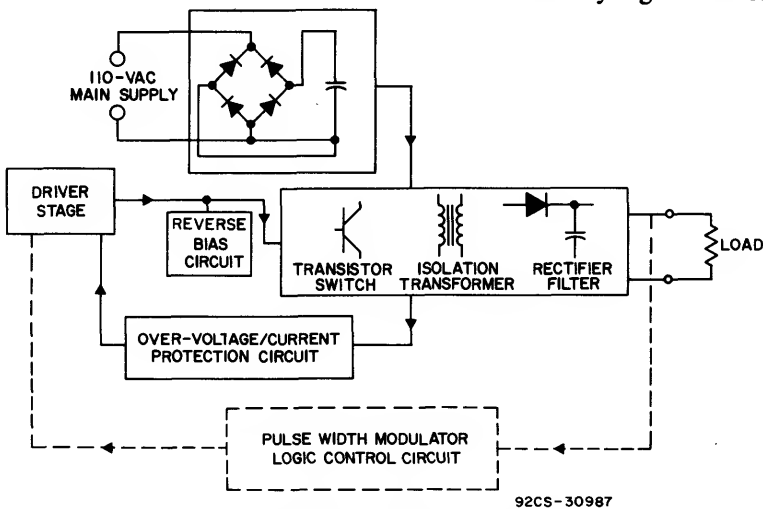 110-VAC
MAIN SUPPLY
DRIVER
STAGE
REVERSE
BIAS
CIRCUIT
TRANSISTOR
SWITCH
ISOLATION
TRANSFORMER
RECTIFIER
FILTER
LOAD
OVER-VOLTAGE/CURRENT
PROTECTION CIRCUIT
PULSE WIDTH MODULATOR
LOGIC CONTROL CIRCUIT
92CS-30987